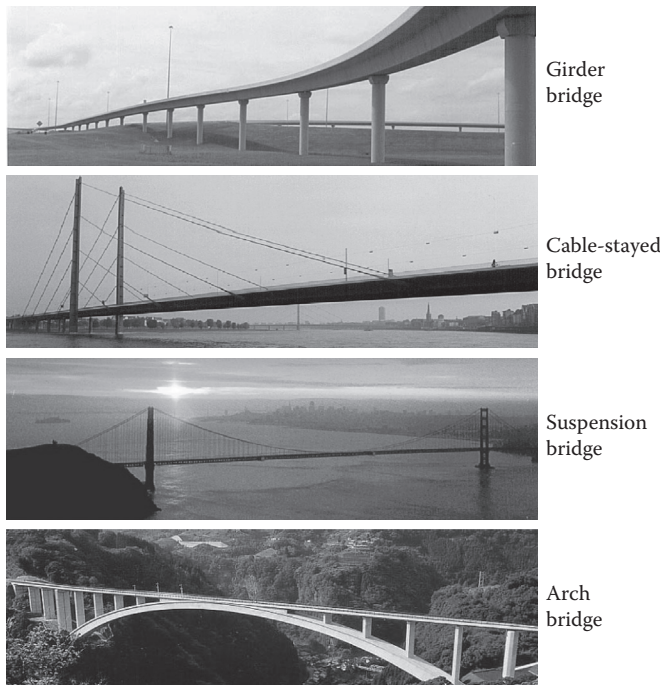 Girder
bridge
Cable-stayed
bridge
Suspension
bridge
Arch
bridge